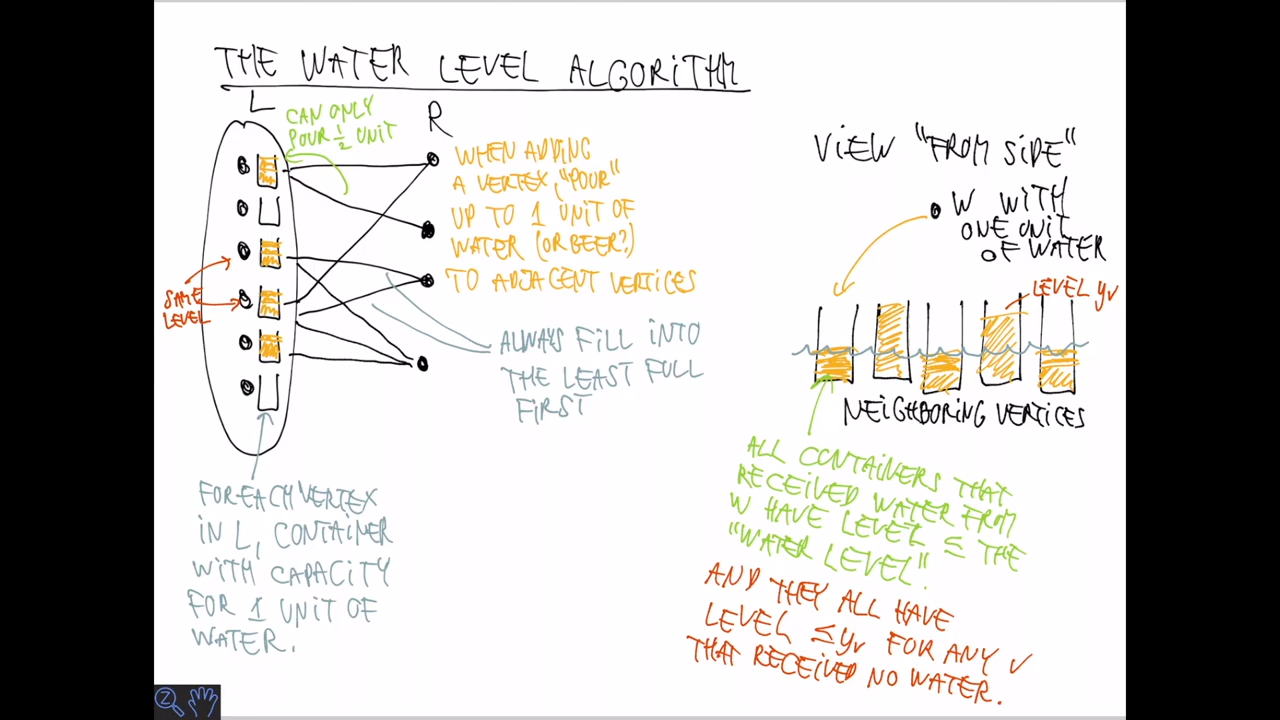 THE WATER LEVEL ALGORITHM
L
CAN ONLY
POUR 1/2 UNIT
R
WHEN ADDING
A VERTEX, "POUR"
UP TO 1 UNIT OF
WATER (OR BEER?)
TO ADJACENT VERTICES
SAME
LEVEL
ALWAYS FILL INTO
THE LEAST FULL
FIRST
FOR EACH VERTEX
IN L, CONTAINER
WITH CAPACITY
FOR 1 UNIT OF
WATER.
VIEW "FROM SIDE"
W WITH
ONE UNIT
OF WATER
LEVEL yv
NEIGHBORING VERTICES
ALL CONTAINERS THAT
RECEIVED WATER FROM
W HAVE LEVEL ≤ THE
"WATER LEVEL".
AND THEY ALL HAVE
LEVEL ≤ yv FOR ANY v
THAT RECEIVED NO WATER.
Z